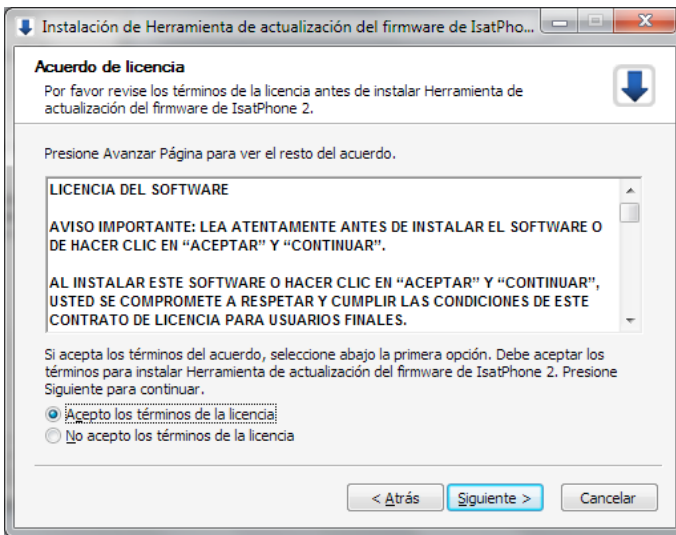 Instalación de Herramienta de actualización del firmware de IsatPho...
Acuerdo de licencia
Por favor revise los términos de la licencia antes de instalar Herramienta de
actualización del firmware de IsatPhone 2.
Presione Avanzar Página para ver el resto del acuerdo.
LICENCIA DEL SOFTWARE
AVISO IMPORTANTE: LEA ATENTAMENTE ANTES DE INSTALAR EL SOFTWARE O
DE HACER CLIC EN “ACEPTAR” Y “CONTINUAR”.
AL INSTALAR ESTE SOFTWARE O HACER CLIC EN “ACEPTAR” Y “CONTINUAR”,
USTED SE COMPROMETE A RESPETAR Y CUMPLIR LAS CONDICIONES DE ESTE
CONTRATO DE LICENCIA PARA USUARIOS FINALES.
Si acepta los términos del acuerdo, seleccione abajo la primera opción. Debe aceptar los
términos para instalar Herramienta de actualización del firmware de IsatPhone 2. Presione
Siguiente para continuar.
Acepto los términos de la licencia
No acepto los términos de la licencia
< Atrás
Siguiente >
Cancelar